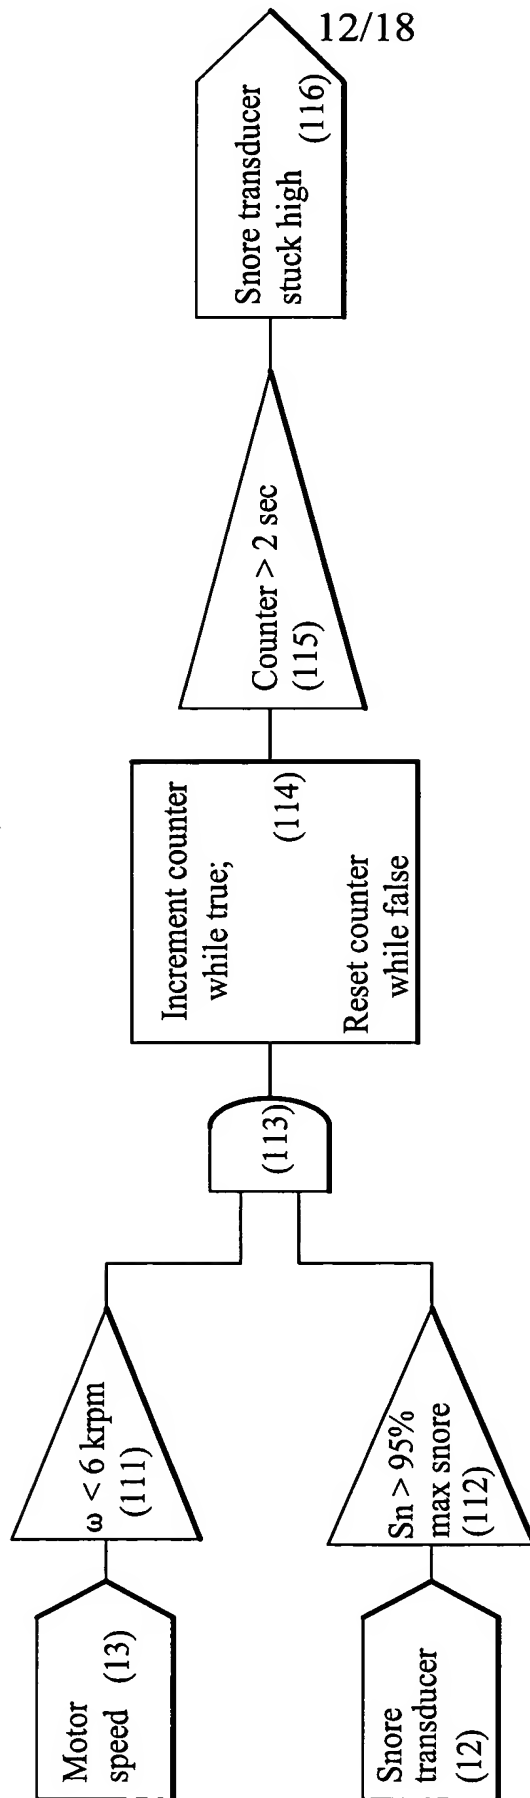 12/18
Motor
speed (13)
ω < 6 krpm
(111)
Snore
transducer
(12)
Sn > 95%
max snore
(112)
(113)
Increment counter
while true;
(114)
Reset counter
while false
Counter > 2 sec
(115)
Snore transducer
stuck high
(116)